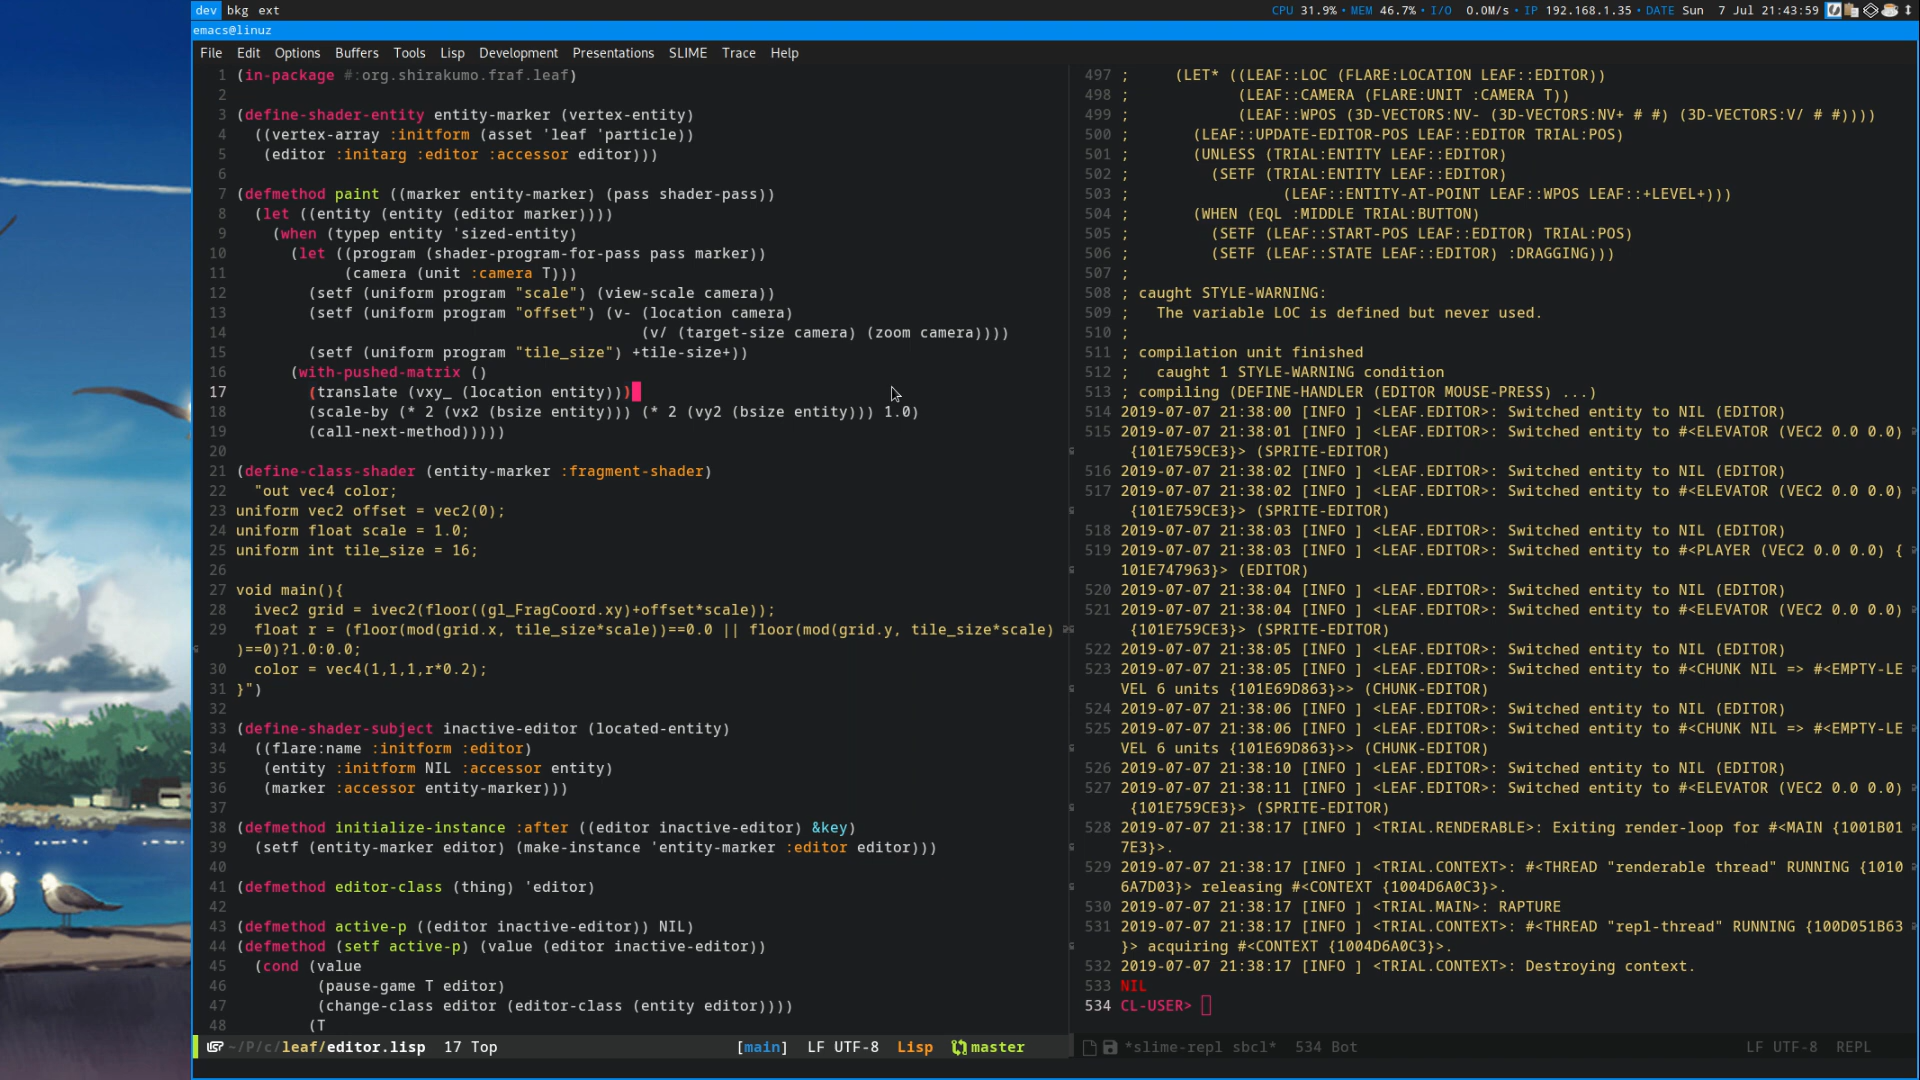 dev bkg ext
CPU 31.9% • MEM 46.7% • I/O 0.0M/s • IP 192.168.1.35 • DATE Sun 7 Jul 21:43:59
emacs@linuz
File Edit Options Buffers Tools Lisp Development Presentations SLIME Trace Help
1 (in-package #:org.shirakumo.fraf.leaf)
2
3 (define-shader-entity entity-marker (vertex-entity)
4   ((vertex-array :initform (asset 'leaf 'particle))
5    (editor :initarg :editor :accessor editor)))
6
7 (defmethod paint ((marker entity-marker) (pass shader-pass))
8   (let ((entity (entity (editor marker))))
9     (when (typep entity 'sized-entity)
10       (let ((program (shader-program-for-pass pass marker))
11             (camera (unit :camera T)))
12         (setf (uniform program "scale") (view-scale camera))
13         (setf (uniform program "offset") (v- (location camera)
14                                              (v/ (target-size camera) (zoom camera))))
15         (setf (uniform program "tile_size") +tile-size+))
16       (with-pushed-matrix ()
17         (translate (vxy_ (location entity)))
18         (scale-by (* 2 (vx2 (bsize entity))) (* 2 (vy2 (bsize entity))) 1.0)
19         (call-next-method)))))
20
21 (define-class-shader (entity-marker :fragment-shader)
22   "out vec4 color;
23 uniform vec2 offset = vec2(0);
24 uniform float scale = 1.0;
25 uniform int tile_size = 16;
26
27 void main(){
28   ivec2 grid = ivec2(floor((gl_FragCoord.xy)+offset*scale));
29   float r = (floor(mod(grid.x, tile_size*scale))==0.0 || floor(mod(grid.y, tile_size*scale)
)==0)?1.0:0.0;
30   color = vec4(1,1,1,r*0.2);
31 }")
32
33 (define-shader-subject inactive-editor (located-entity)
34   ((flare:name :initform :editor)
35    (entity :initform NIL :accessor entity)
36    (marker :accessor entity-marker)))
37
38 (defmethod initialize-instance :after ((editor inactive-editor) &key)
39   (setf (entity-marker editor) (make-instance 'entity-marker :editor editor)))
40
41 (defmethod editor-class (thing) 'editor)
42
43 (defmethod active-p ((editor inactive-editor)) NIL)
44 (defmethod (setf active-p) (value (editor inactive-editor))
45   (cond (value
46          (pause-game T editor)
47          (change-class editor (editor-class (entity editor))))
48         (T
~/P/c/leaf/editor.lisp 17 Top [main] LF UTF-8 Lisp master
497 ;     (LET* ((LEAF::LOC (FLARE:LOCATION LEAF::EDITOR))
498 ;            (LEAF::CAMERA (FLARE:UNIT :CAMERA T))
499 ;            (LEAF::WPOS (3D-VECTORS:NV- (3D-VECTORS:NV+ # #) (3D-VECTORS:V/ # #))))
500 ;       (LEAF::UPDATE-EDITOR-POS LEAF::EDITOR TRIAL:POS)
501 ;       (UNLESS (TRIAL:ENTITY LEAF::EDITOR)
502 ;         (SETF (TRIAL:ENTITY LEAF::EDITOR)
503 ;                 (LEAF::ENTITY-AT-POINT LEAF::WPOS LEAF::+LEVEL+)))
504 ;       (WHEN (EQL :MIDDLE TRIAL:BUTTON)
505 ;         (SETF (LEAF::START-POS LEAF::EDITOR) TRIAL:POS)
506 ;         (SETF (LEAF::STATE LEAF::EDITOR) :DRAGGING)))
507 ;
508 ; caught STYLE-WARNING:
509 ;   The variable LOC is defined but never used.
510 ;
511 ; compilation unit finished
512 ;   caught 1 STYLE-WARNING condition
513 ; compiling (DEFINE-HANDLER (EDITOR MOUSE-PRESS) ...)
514 2019-07-07 21:38:00 [INFO ] <LEAF.EDITOR>: Switched entity to NIL (EDITOR)
515 2019-07-07 21:38:01 [INFO ] <LEAF.EDITOR>: Switched entity to #<ELEVATOR (VEC2 0.0 0.0)
{101E759CE3}> (SPRITE-EDITOR)
516 2019-07-07 21:38:02 [INFO ] <LEAF.EDITOR>: Switched entity to NIL (EDITOR)
517 2019-07-07 21:38:02 [INFO ] <LEAF.EDITOR>: Switched entity to #<ELEVATOR (VEC2 0.0 0.0)
{101E759CE3}> (SPRITE-EDITOR)
518 2019-07-07 21:38:03 [INFO ] <LEAF.EDITOR>: Switched entity to NIL (EDITOR)
519 2019-07-07 21:38:03 [INFO ] <LEAF.EDITOR>: Switched entity to #<PLAYER (VEC2 0.0 0.0) {
101E747963}> (EDITOR)
520 2019-07-07 21:38:04 [INFO ] <LEAF.EDITOR>: Switched entity to NIL (EDITOR)
521 2019-07-07 21:38:04 [INFO ] <LEAF.EDITOR>: Switched entity to #<ELEVATOR (VEC2 0.0 0.0)
{101E759CE3}> (SPRITE-EDITOR)
522 2019-07-07 21:38:05 [INFO ] <LEAF.EDITOR>: Switched entity to NIL (EDITOR)
523 2019-07-07 21:38:05 [INFO ] <LEAF.EDITOR>: Switched entity to #<CHUNK NIL => #<EMPTY-LE
VEL 6 units {101E69D863}>> (CHUNK-EDITOR)
524 2019-07-07 21:38:06 [INFO ] <LEAF.EDITOR>: Switched entity to NIL (EDITOR)
525 2019-07-07 21:38:06 [INFO ] <LEAF.EDITOR>: Switched entity to #<CHUNK NIL => #<EMPTY-LE
VEL 6 units {101E69D863}>> (CHUNK-EDITOR)
526 2019-07-07 21:38:10 [INFO ] <LEAF.EDITOR>: Switched entity to NIL (EDITOR)
527 2019-07-07 21:38:11 [INFO ] <LEAF.EDITOR>: Switched entity to #<ELEVATOR (VEC2 0.0 0.0)
{101E759CE3}> (SPRITE-EDITOR)
528 2019-07-07 21:38:17 [INFO ] <TRIAL.RENDERABLE>: Exiting render-loop for #<MAIN {1001B01
7E3}>.
529 2019-07-07 21:38:17 [INFO ] <TRIAL.CONTEXT>: #<THREAD "renderable thread" RUNNING {1010
6A7D03}> releasing #<CONTEXT {1004D6A0C3}>.
530 2019-07-07 21:38:17 [INFO ] <TRIAL.MAIN>: RAPTURE
531 2019-07-07 21:38:17 [INFO ] <TRIAL.CONTEXT>: #<THREAD "repl-thread" RUNNING {100D051B63
}> acquiring #<CONTEXT {1004D6A0C3}>.
532 2019-07-07 21:38:17 [INFO ] <TRIAL.CONTEXT>: Destroying context.
533 NIL
534 CL-USER>
*slime-repl sbcl* 534 Bot LF UTF-8 REPL